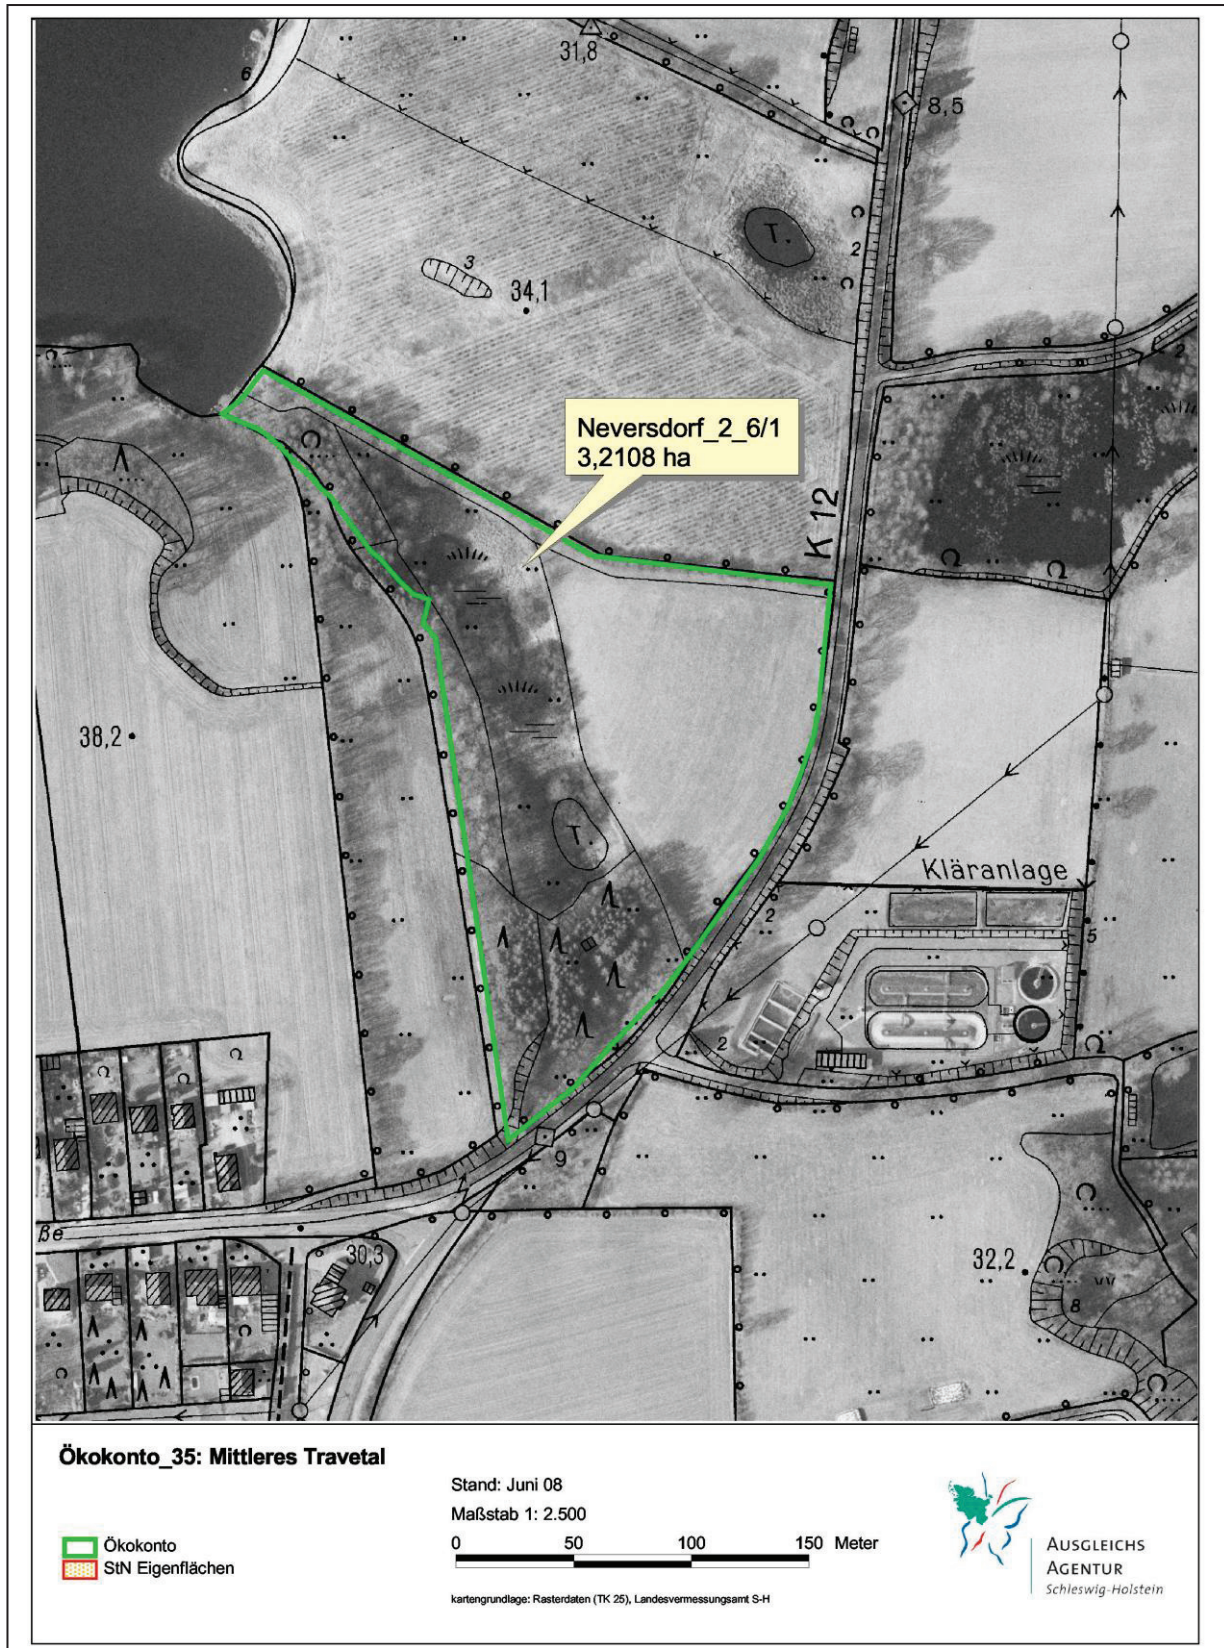 6
31,8
8,5
T.
2
3
34,1
2
Neversdorf_2_6/1
3,2108 ha
K 12
38,2
T.
Kläranlage
2
5
2
9
ße
30,3
32,2
8
Ökokonto_35: Mittleres Travetal
Stand: Juni 08
Maßstab 1: 2.500
0 50 100 150 Meter
Ökokonto
StN Eigenflächen
kartengrundlage: Rasterdaten (TK 25), Landesvermessungsamt S-H
AUSGLEICHS
AGENTUR
Schleswig-Holstein